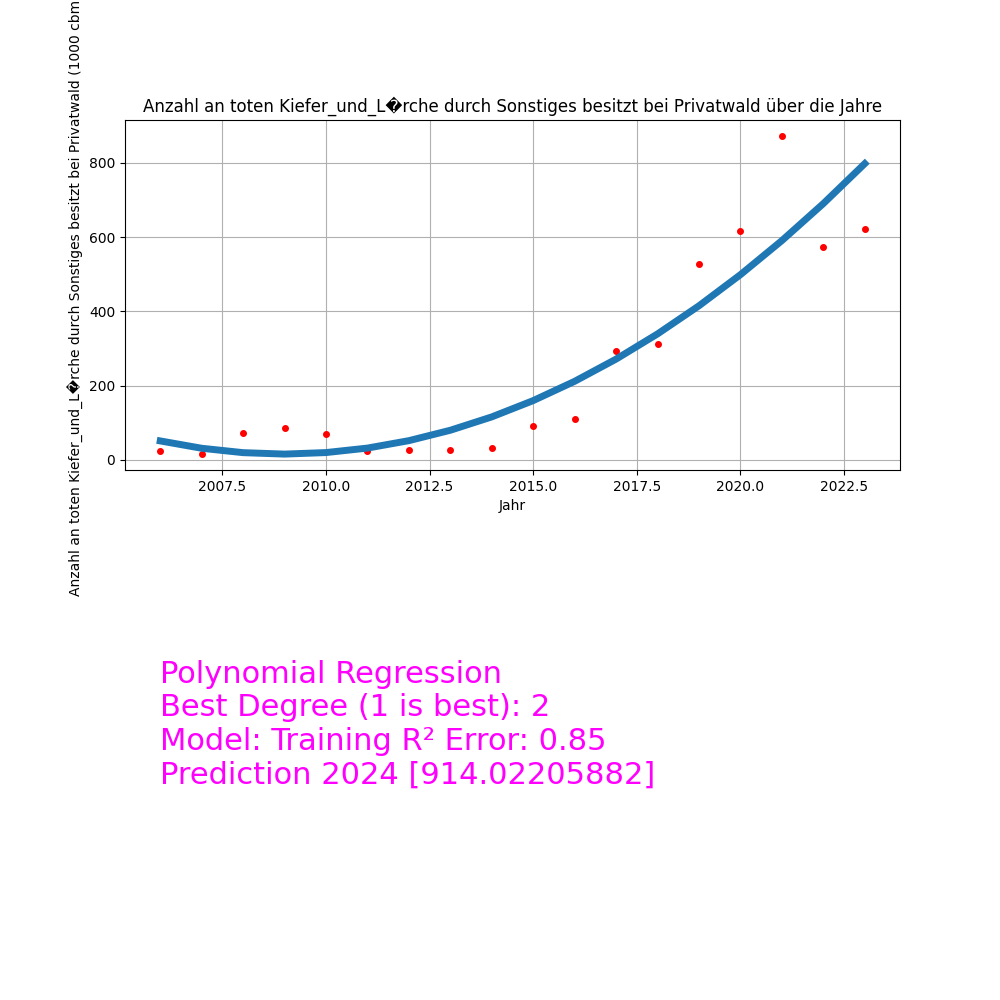 Anzahl an toten Kiefer_und_L�rche durch Sonstiges besitzt bei Privatwald über die Jahre
Anzahl an toten Kiefer_und_L�rche durch Sonstiges besitzt bei Privatwald (1000 cbm
800
600
400
200
0
2007.5 2010.0 2012.5 2015.0 2017.5 2020.0 2022.5
Jahr
Polynomial Regression
Best Degree (1 is best): 2
Model: Training R² Error: 0.85
Prediction 2024 [914.02205882]